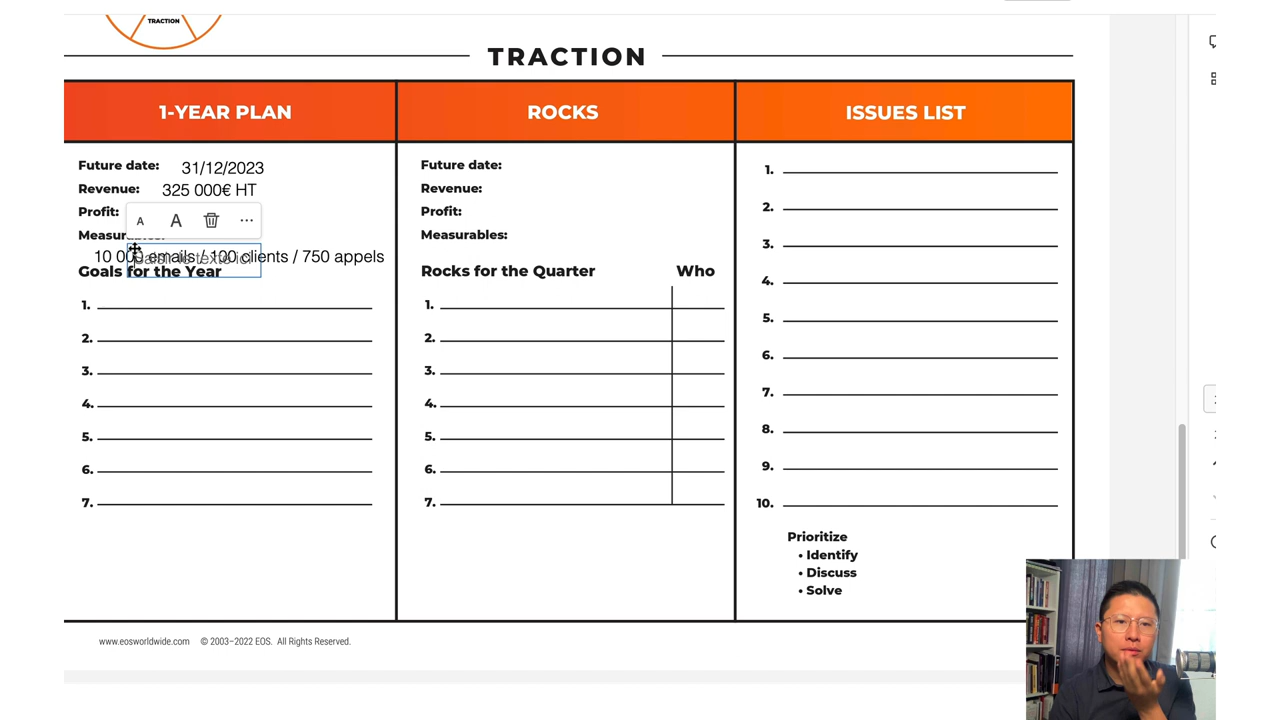 TRACTION
TRACTION
1-YEAR PLAN
Future date: 31/12/2023
Revenue: 325 000€ HT
Profit:
A A
10 000 emails / 100 clients / 750 appels
Goals for the Year
1.
2.
3.
4.
5.
6.
7.
ROCKS
Future date:
Revenue:
Profit:
Measurables:
Rocks for the Quarter Who
1.
2.
3.
4.
5.
6.
7.
ISSUES LIST
1.
2.
3.
4.
5.
6.
7.
8.
9.
10.
Prioritize
• Identify
• Discuss
• Solve
www.eosworldwide.com © 2003–2022 EOS. All Rights Reserved.